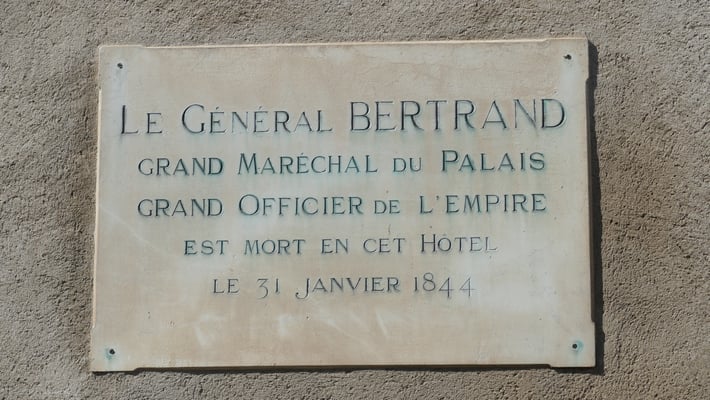 Le Général BERTRAND
GRAND MARÉCHAL DU PALAIS
GRAND OFFICIER DE L'EMPIRE
EST MORT EN CET HÔTEL
LE 31 JANVIER 1844